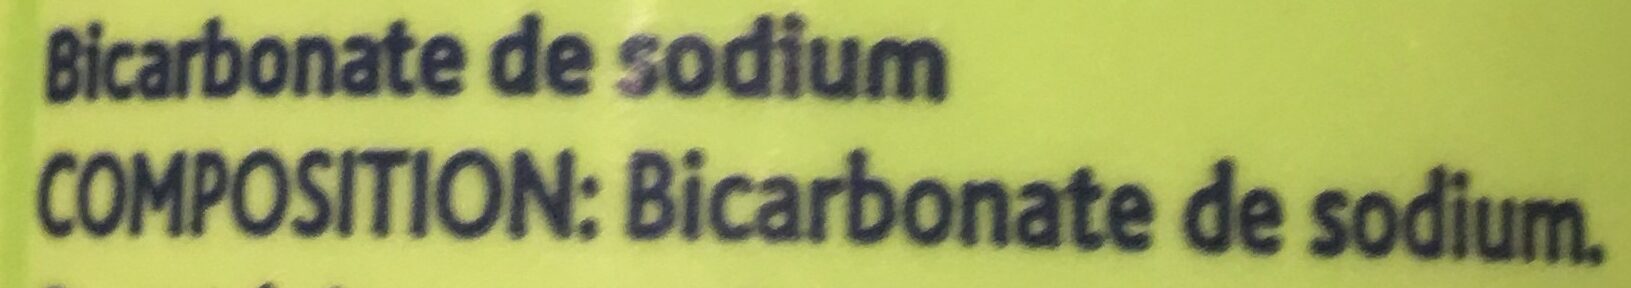 Bicarbonate de sodium
COMPOSITION: Bicarbonate de sodium.